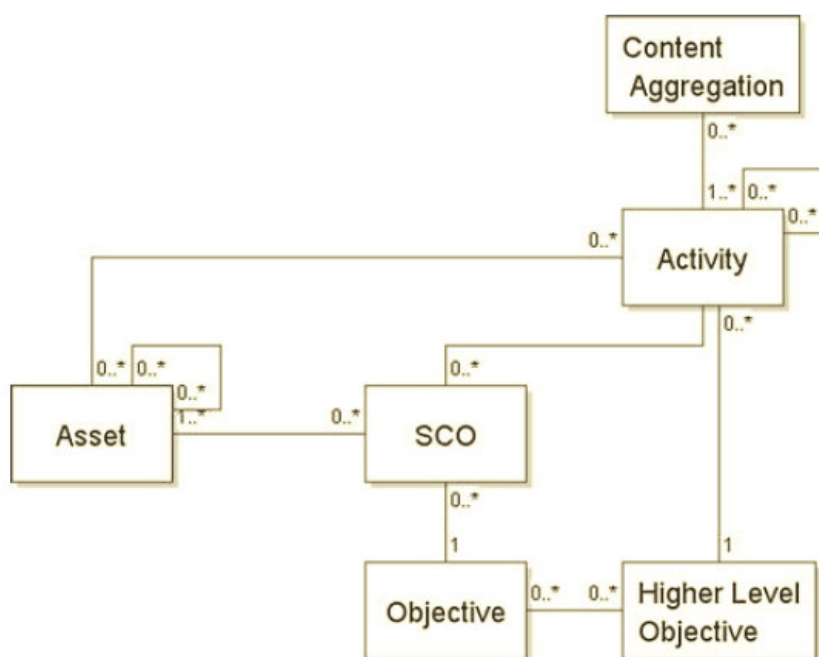 Content
Aggregation
0..*
1..*
0..*
0..*
0..*
Activity
0..*
0..*
0..*
0..*
0..*
1..*
0..*
Asset
SCO
0..*
1
1
Objective
0..*
0..*
Higher Level
Objective